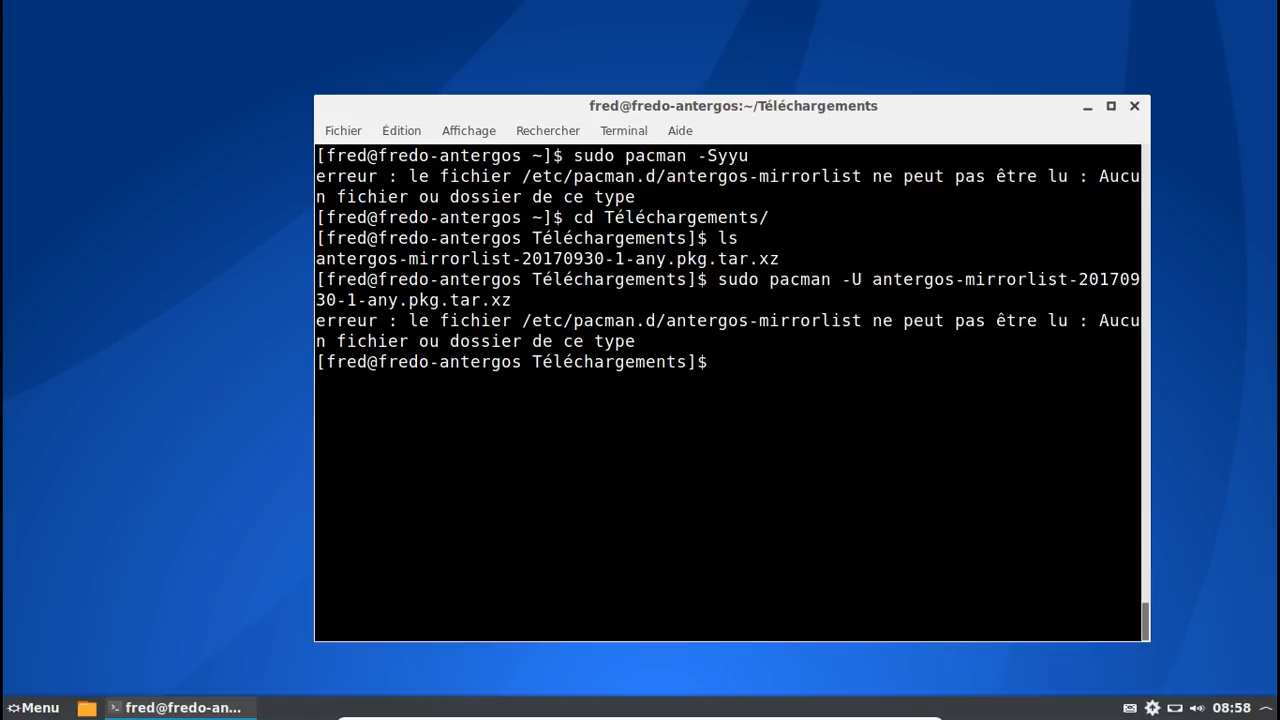 fred@fredo-antergos:~/Téléchargements
Fichier Édition Affichage Rechercher Terminal Aide
[fred@fredo-antergos ~]$ sudo pacman -Syyu
erreur : le fichier /etc/pacman.d/antergos-mirrorlist ne peut pas être lu : Aucu
n fichier ou dossier de ce type
[fred@fredo-antergos ~]$ cd Téléchargements/
[fred@fredo-antergos Téléchargements]$ ls
antergos-mirrorlist-20170930-1-any.pkg.tar.xz
[fred@fredo-antergos Téléchargements]$ sudo pacman -U antergos-mirrorlist-201709
30-1-any.pkg.tar.xz
erreur : le fichier /etc/pacman.d/antergos-mirrorlist ne peut pas être lu : Aucu
n fichier ou dossier de ce type
[fred@fredo-antergos Téléchargements]$
Menu fred@fredo-an... 08:58